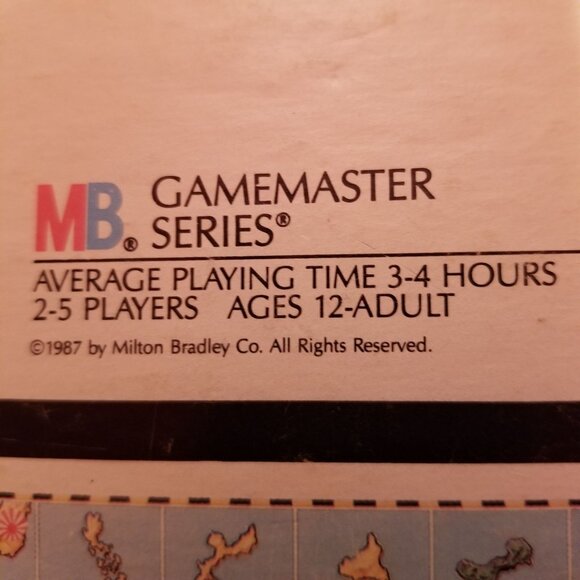 MB® GAMEMASTER
SERIES®
AVERAGE PLAYING TIME 3-4 HOURS
2-5 PLAYERS AGES 12-ADULT
©1987 by Milton Bradley Co. All Rights Reserved.